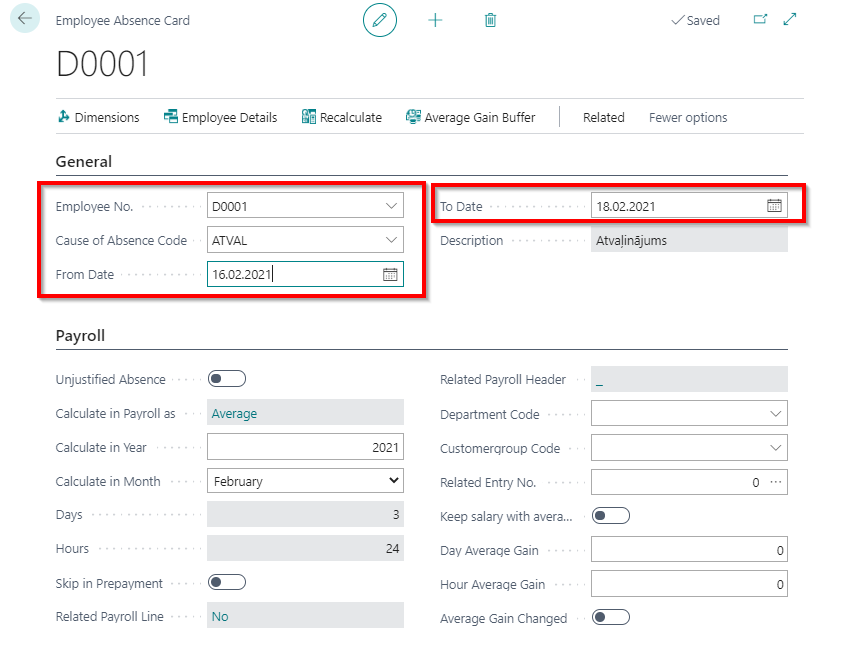 Employee Absence Card
Saved
D0001
Dimensions Employee Details Recalculate Average Gain Buffer Related Fewer options
General
Employee No. D0001
Cause of Absence Code ATVAL
From Date 16.02.2021
To Date 18.02.2021
Description Atvaļinājums
Payroll
Unjustified Absence
Calculate in Payroll as Average
Calculate in Year 2021
Calculate in Month February
Days 3
Hours 24
Skip in Prepayment
Related Payroll Line No
Related Payroll Header _
Department Code
Customergroup Code
Related Entry No. 0 ...
Keep salary with avera...
Day Average Gain 0
Hour Average Gain 0
Average Gain Changed